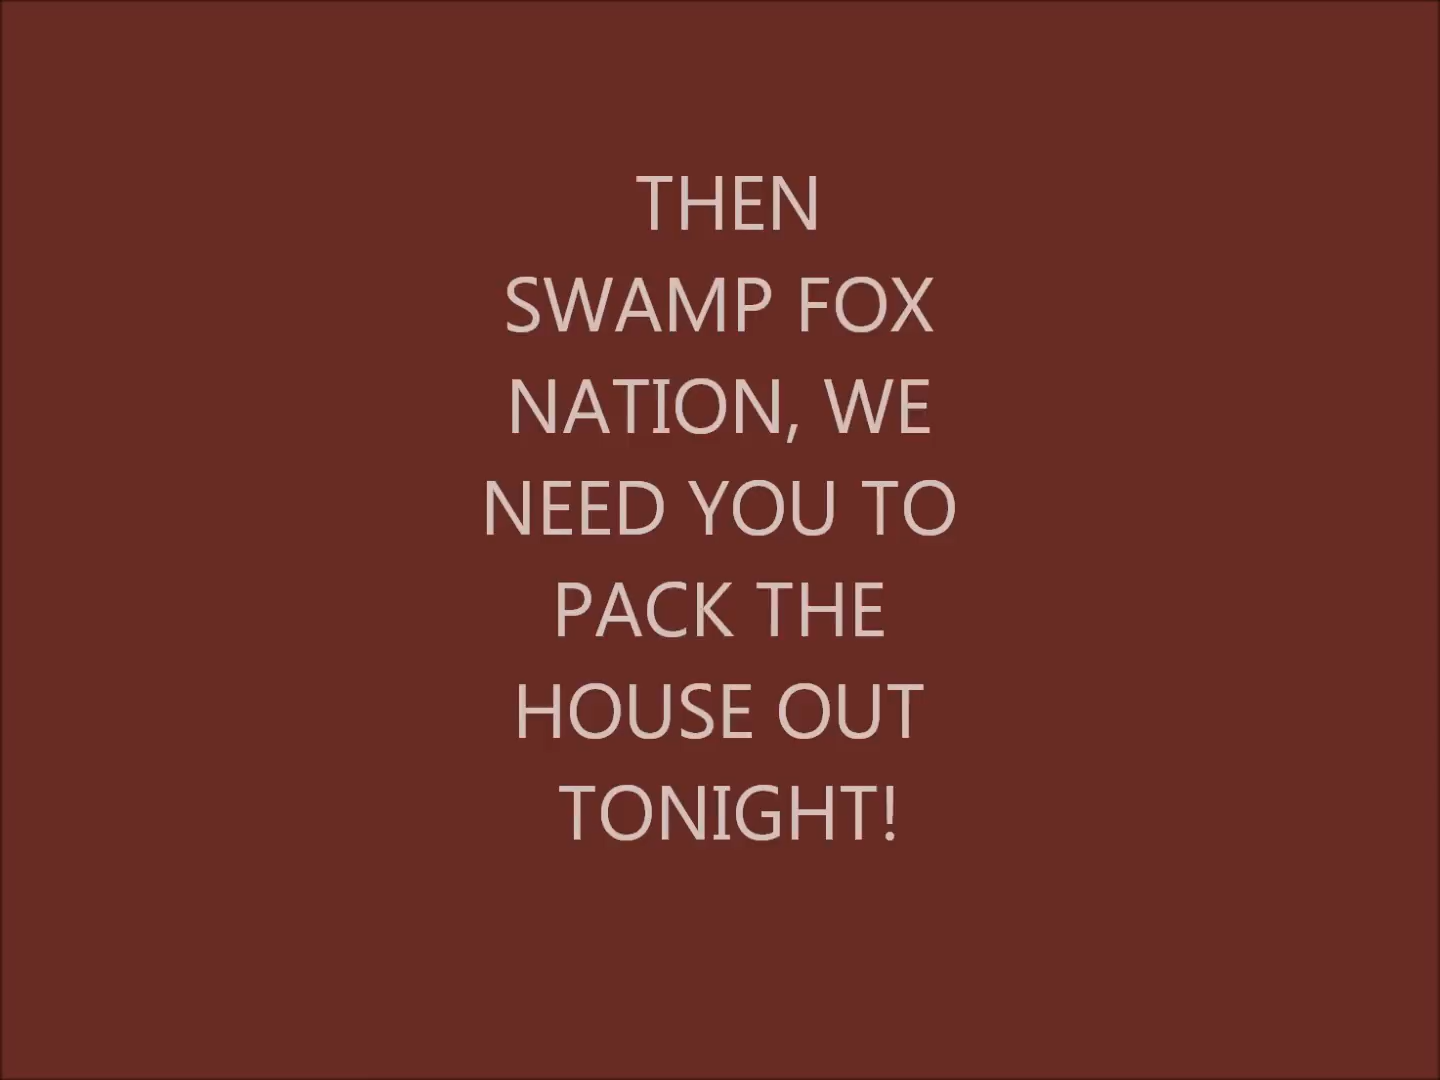 THEN
SWAMP FOX
NATION, WE
NEED YOU TO
PACK THE
HOUSE OUT
TONIGHT!